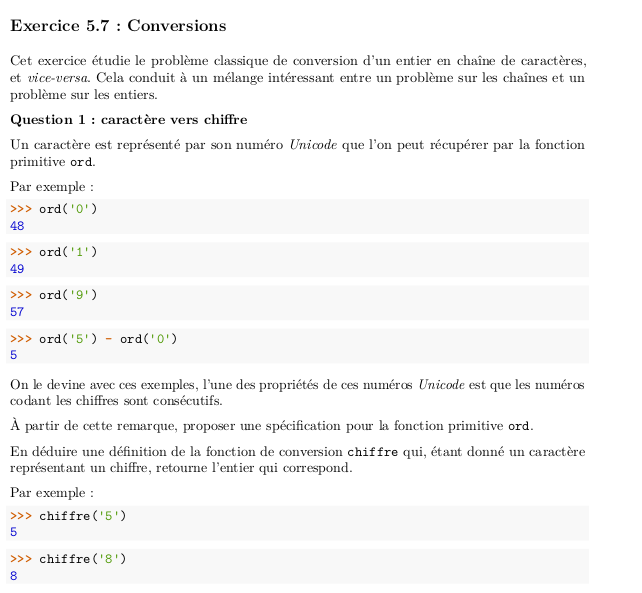 Exercice 5.7 : Conversions
Cet exercice étudie le problème classique de conversion d'un entier en chaîne de caractères,
et vice-versa. Cela conduit à un mélange intéressant entre un problème sur les chaînes et un
problème sur les entiers.
Question 1 : caractère vers chiffre
Un caractère est représenté par son numéro Unicode que l'on peut récupérer par la fonction
primitive ord.
Par exemple :
>>> ord('0')
48
>>> ord('1')
49
>>> ord('9')
57
>>> ord('5') - ord('0')
5
On le devine avec ces exemples, l'une des propriétés de ces numéros Unicode est que les numéros
codant les chiffres sont consécutifs.
À partir de cette remarque, proposer une spécification pour la fonction primitive ord.
En déduire une définition de la fonction de conversion chiffre qui, étant donné un caractère
représentant un chiffre, retourne l'entier qui correspond.
Par exemple :
>>> chiffre('5')
5
>>> chiffre('8')
8